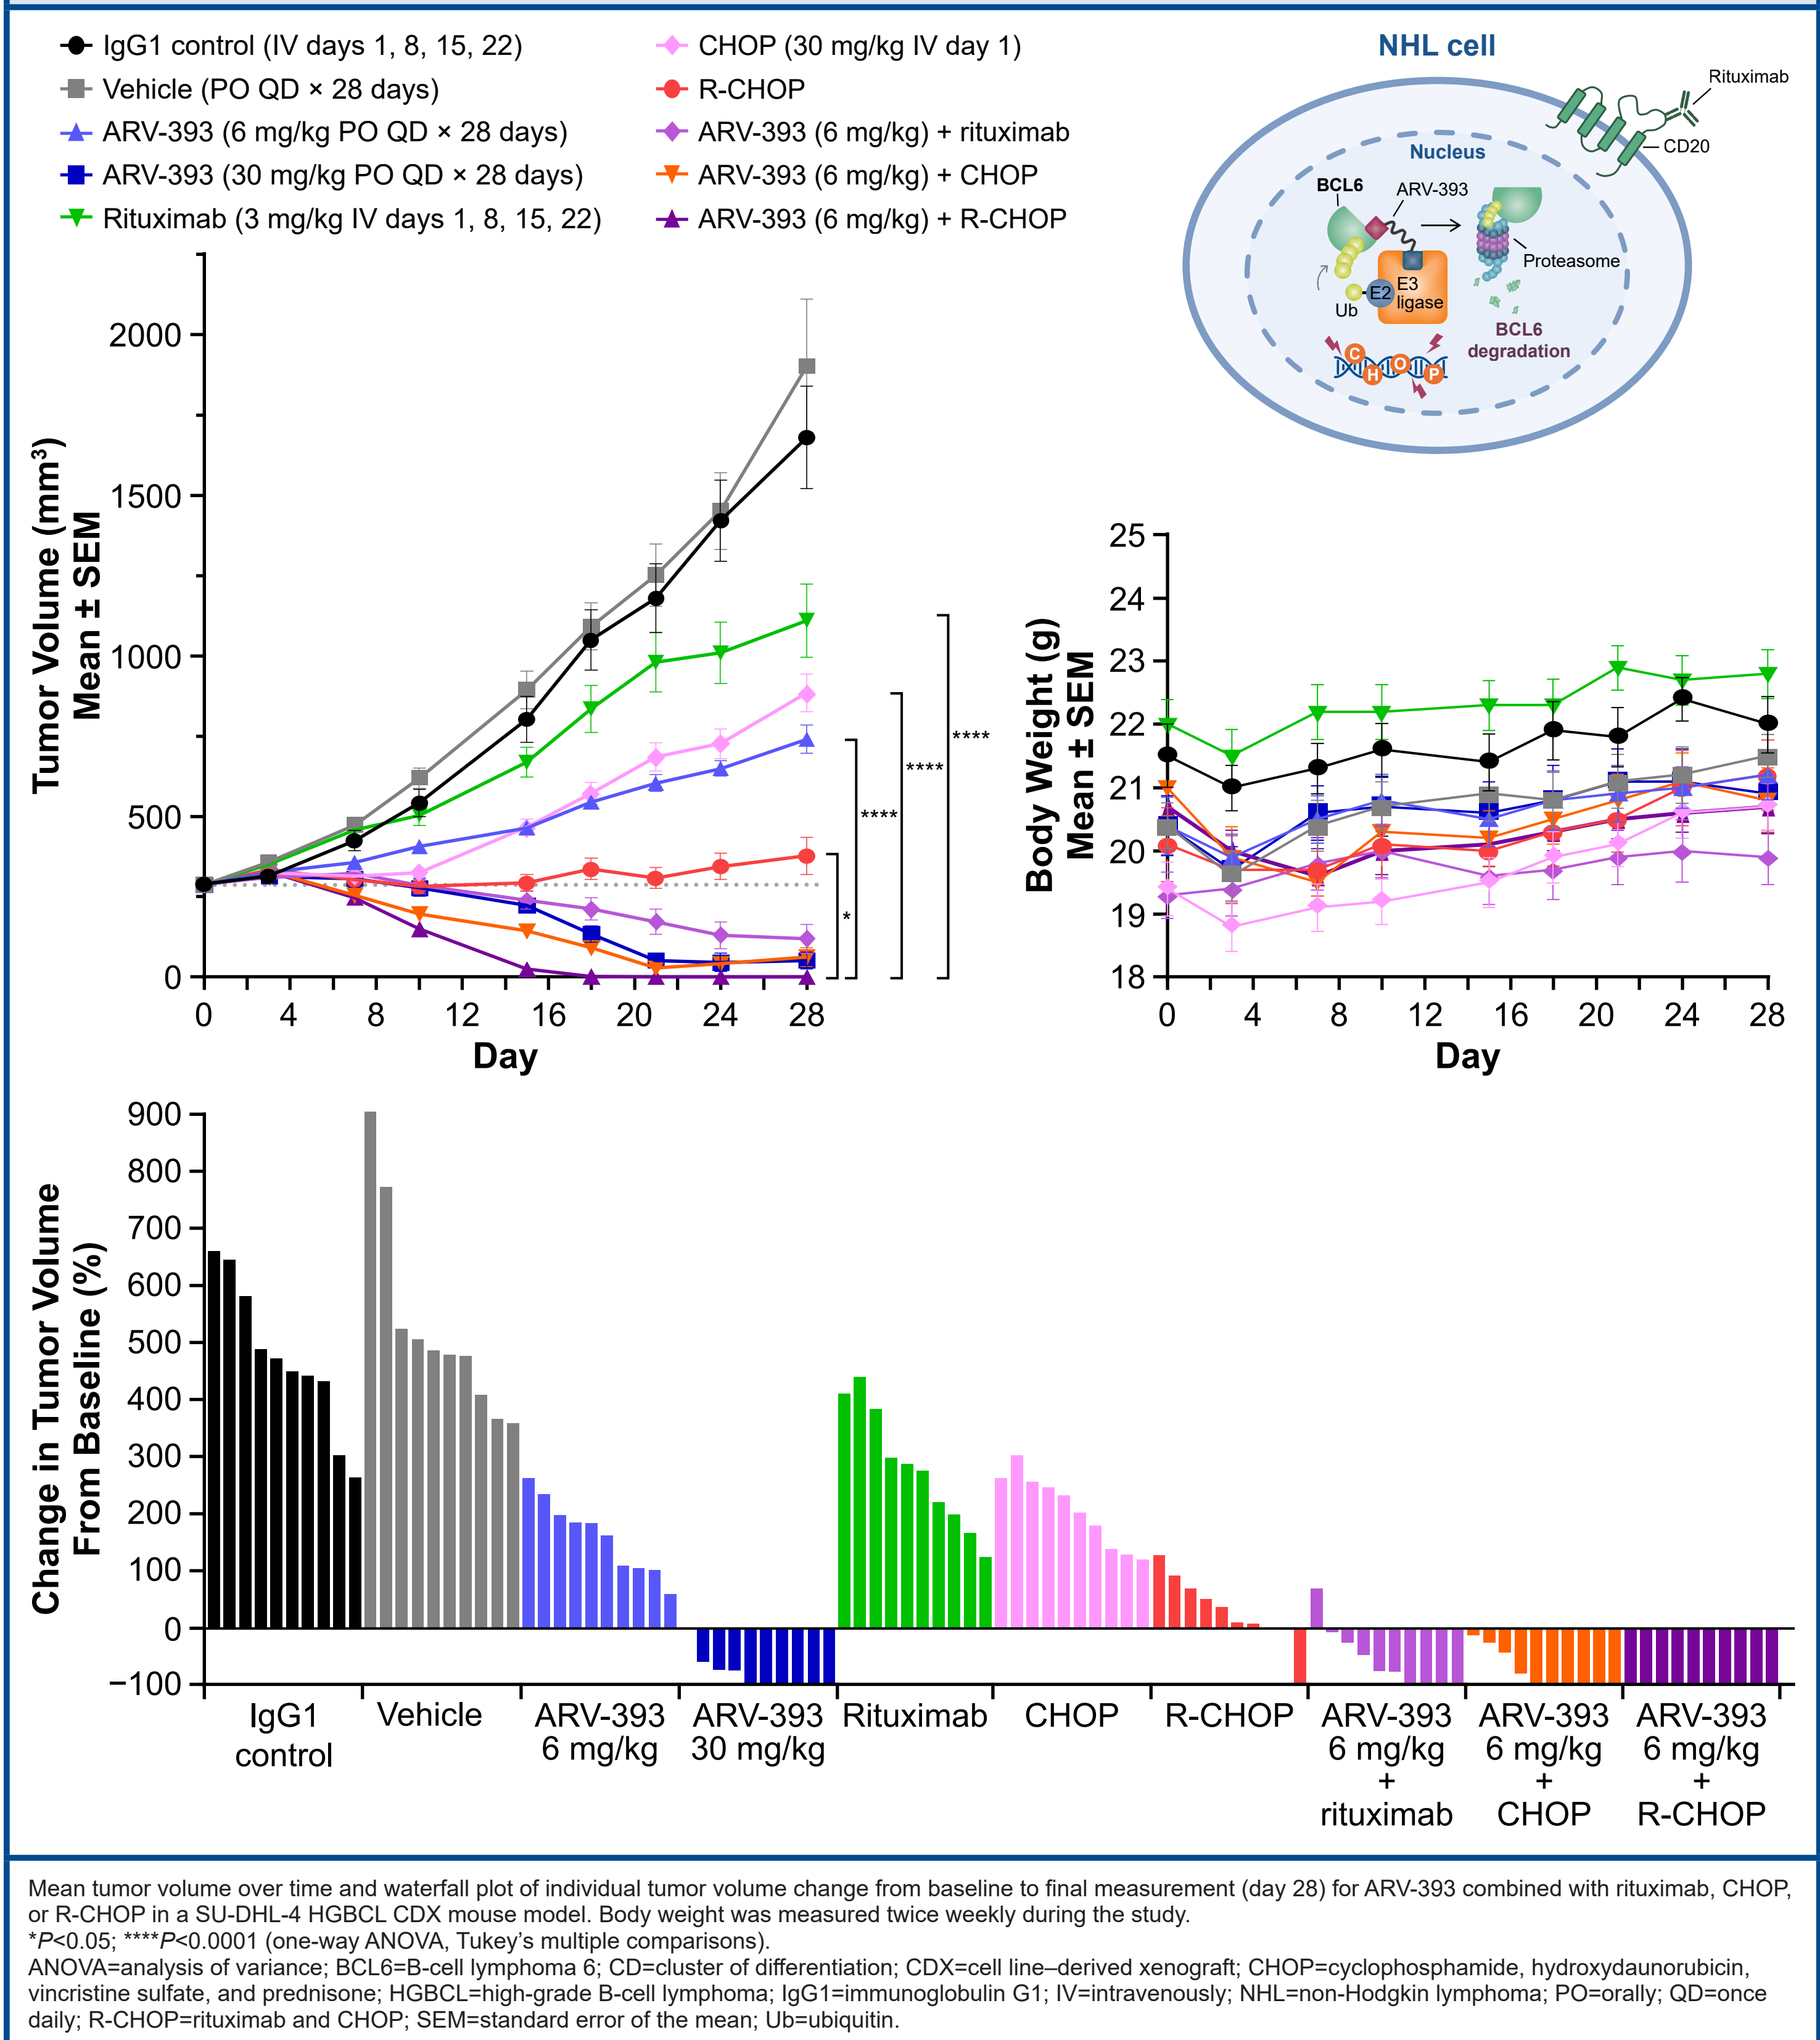 IgG1 control (IV days 1, 8, 15, 22)
Vehicle (PO QD × 28 days)
ARV-393 (6 mg/kg PO QD × 28 days)
ARV-393 (30 mg/kg PO QD × 28 days)
Rituximab (3 mg/kg IV days 1, 8, 15, 22)
CHOP (30 mg/kg IV day 1)
R-CHOP
ARV-393 (6 mg/kg) + rituximab
ARV-393 (6 mg/kg) + CHOP
ARV-393 (6 mg/kg) + R-CHOP
NHL cell
Rituximab
CD20
Nucleus
BCL6
ARV-393
Proteasome
E3
ligase
E2
Ub
BCL6
degradation
C
H
O
P
Tumor Volume (mm³)
Mean ± SEM
2000
1500
1000
500
0
0 4 8 12 16 20 24 28
Day
*
****
****
****
Body Weight (g)
Mean ± SEM
25
24
23
22
21
20
19
18
0 4 8 12 16 20 24 28
Day
Change in Tumor Volume
From Baseline (%)
900
800
700
600
500
400
300
200
100
0
−100
IgG1
control
Vehicle
ARV-393
6 mg/kg
ARV-393
30 mg/kg
Rituximab
CHOP
R-CHOP
ARV-393
6 mg/kg
+
rituximab
ARV-393
6 mg/kg
+
CHOP
ARV-393
6 mg/kg
+
R-CHOP
Mean tumor volume over time and waterfall plot of individual tumor volume change from baseline to final measurement (day 28) for ARV-393 combined with rituximab, CHOP,
or R-CHOP in a SU-DHL-4 HGBCL CDX mouse model. Body weight was measured twice weekly during the study.
*P<0.05; ****P<0.0001 (one-way ANOVA, Tukey’s multiple comparisons).
ANOVA=analysis of variance; BCL6=B-cell lymphoma 6; CD=cluster of differentiation; CDX=cell line–derived xenograft; CHOP=cyclophosphamide, hydroxydaunorubicin,
vincristine sulfate, and prednisone; HGBCL=high-grade B-cell lymphoma; IgG1=immunoglobulin G1; IV=intravenously; NHL=non-Hodgkin lymphoma; PO=orally; QD=once
daily; R-CHOP=rituximab and CHOP; SEM=standard error of the mean; Ub=ubiquitin.